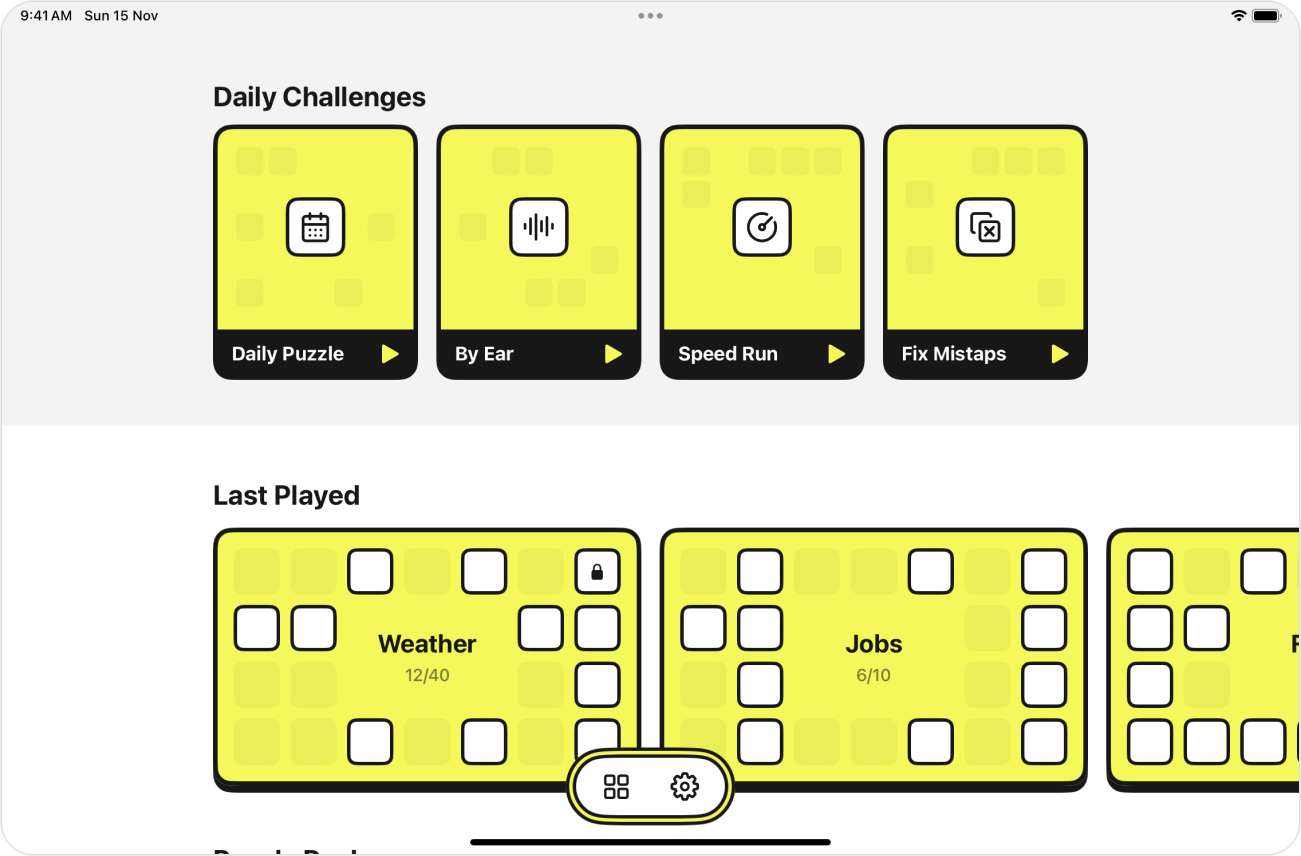 9:41 AM Sun 15 Nov
Daily Challenges
Daily Puzzle
By Ear
Speed Run
Fix Mistaps
Last Played
Weather
12/40
Jobs
6/10